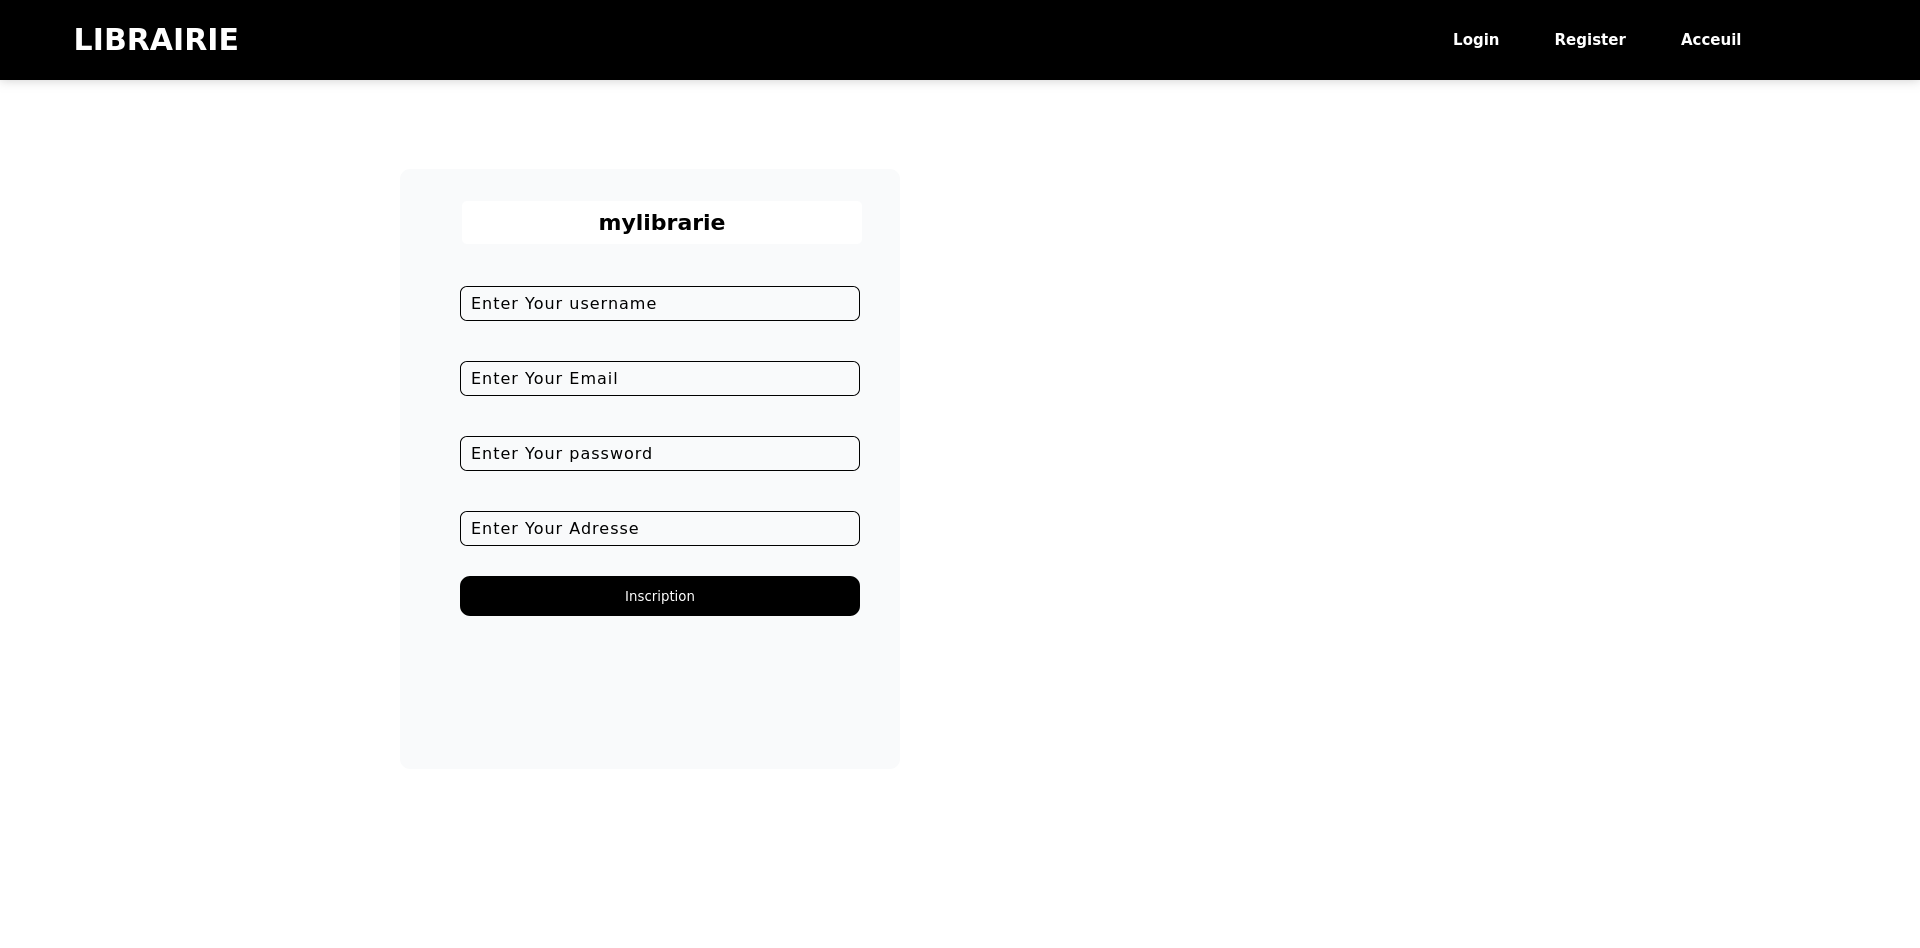 LIBRAIRIE
Login Register Acceuil
mylibrarie
Enter Your username
Enter Your Email
Enter Your password
Enter Your Adresse
Inscription